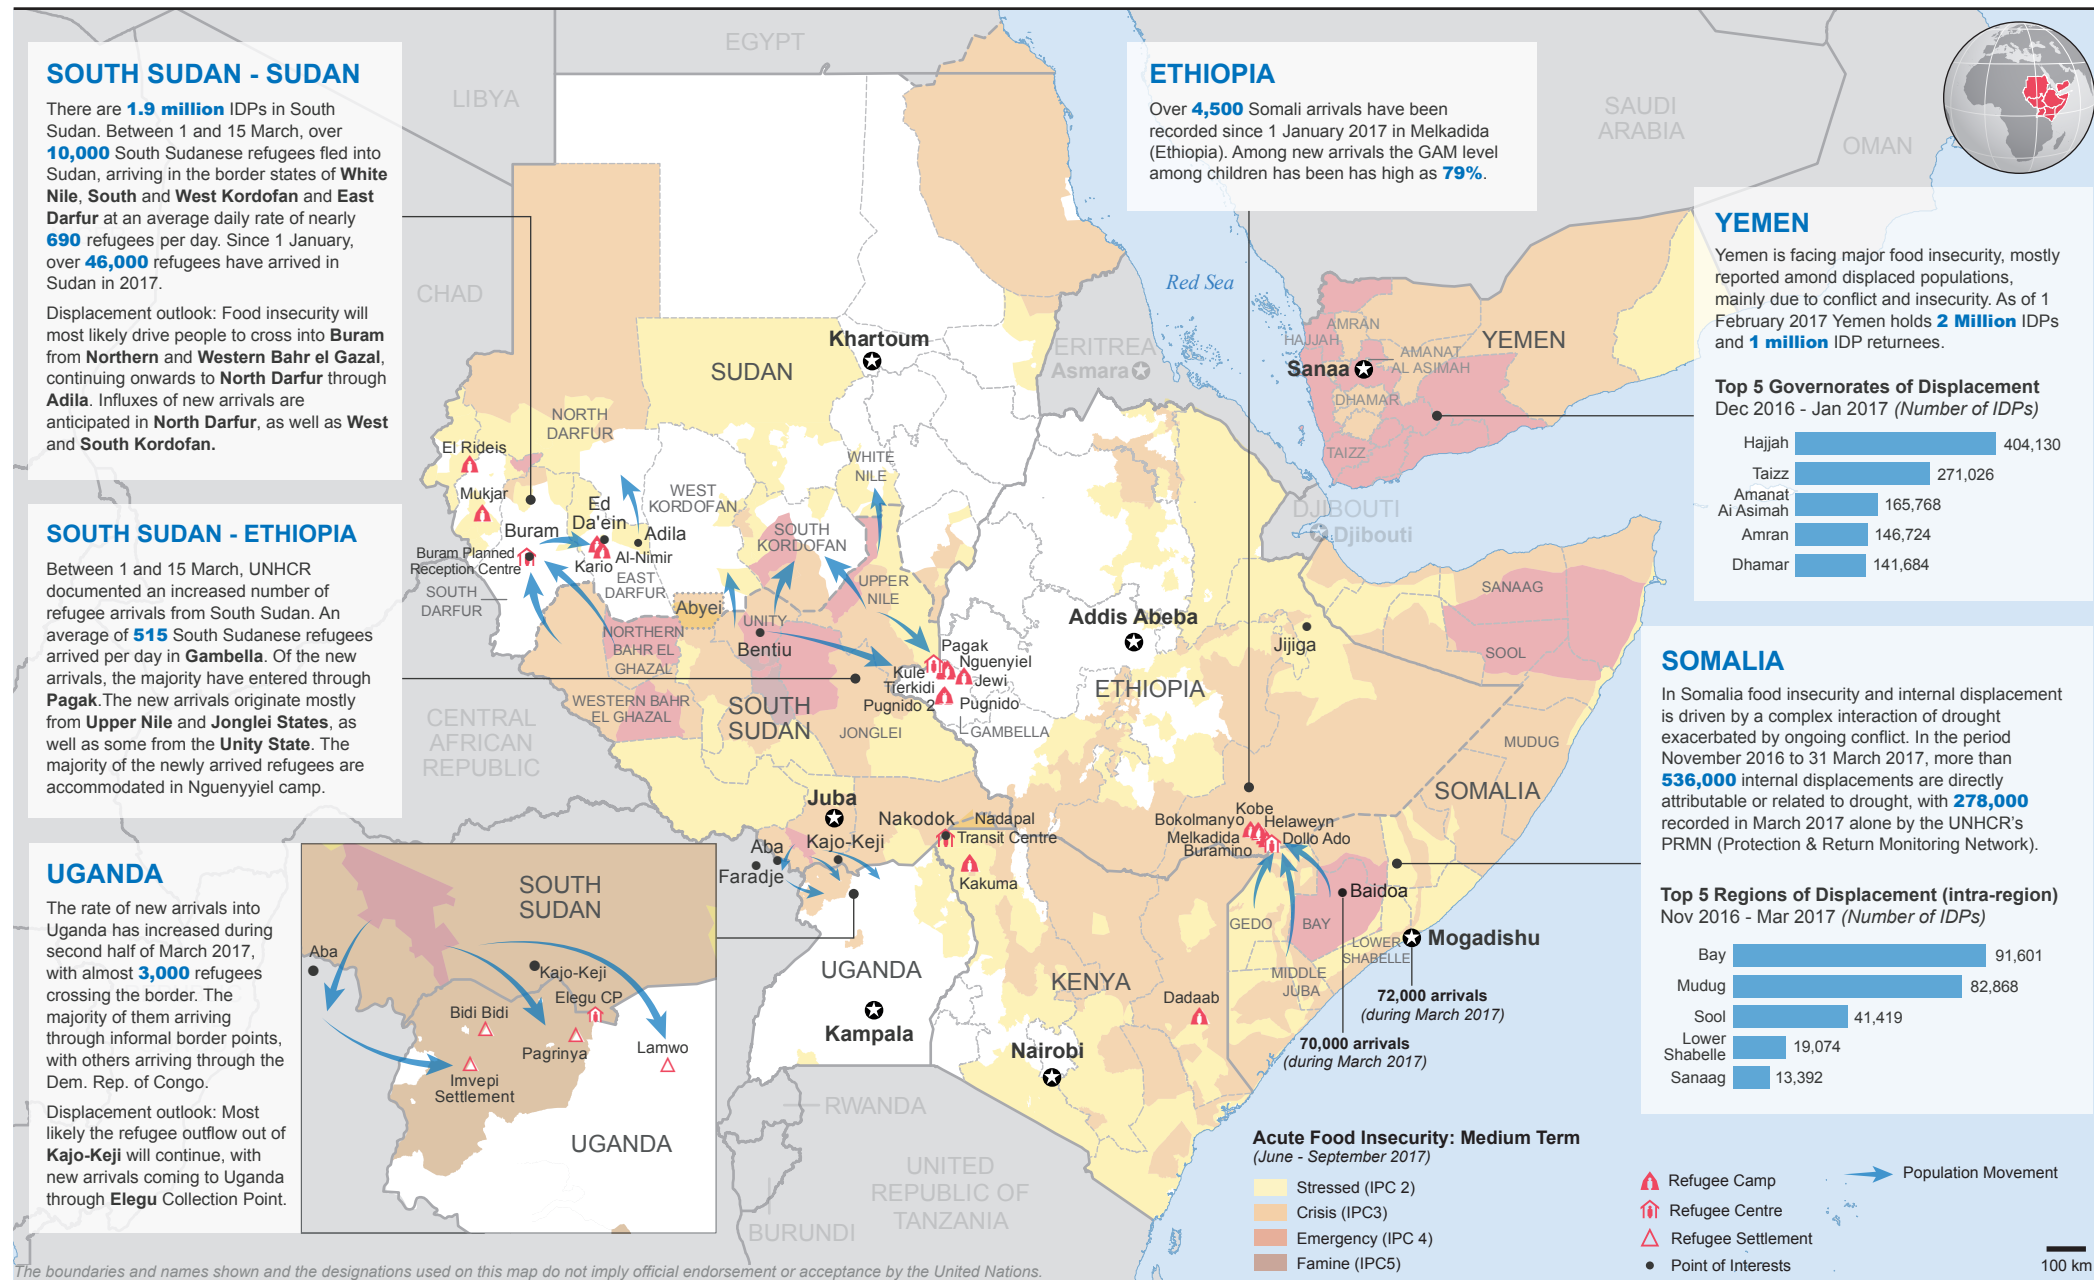 SOUTH SUDAN - SUDAN
There are 1.9 million IDPs in South
Sudan. Between 1 and 15 March, over
10,000 South Sudanese refugees fled into
Sudan, arriving in the border states of White
Nile, South and West Kordofan and East
Darfur at an average daily rate of nearly
690 refugees per day. Since 1 January,
over 46,000 refugees have arrived in
Sudan in 2017.
Displacement outlook: Food insecurity will
most likely drive people to cross into Buram
from Northern and Western Bahr el Gazal,
continuing onwards to North Darfur through
Adila. Influxes of new arrivals are
anticipated in North Darfur, as well as West
and South Kordofan.
SOUTH SUDAN - ETHIOPIA
Between 1 and 15 March, UNHCR
documented an increased number of
refugee arrivals from South Sudan. An
average of 515 South Sudanese refugees
arrived per day in Gambella. Of the new
arrivals, the majority have entered through
Pagak.The new arrivals originate mostly
from Upper Nile and Jonglei States, as
well as some from the Unity State. The
majority of the newly arrived refugees are
accommodated in Nguenyyiel camp.
UGANDA
The rate of new arrivals into
Uganda has increased during
second half of March 2017,
with almost 3,000 refugees
crossing the border. The
majority of them arriving
through informal border points,
with others arriving through the
Dem. Rep. of Congo.
Displacement outlook: Most
likely the refugee outflow out of
Kajo-Keji will continue, with
new arrivals coming to Uganda
through Elegu Collection Point.
SOUTH
SUDAN
Aba
Kajo-Keji
Elegu CP
Bidi Bidi
Pagrinya
Lamwo
Imvepi
Settlement
UGANDA
ETHIOPIA
Over 4,500 Somali arrivals have been
recorded since 1 January 2017 in Melkadida
(Ethiopia). Among new arrivals the GAM level
among children has been has high as 79%.
YEMEN
Yemen is facing major food insecurity, mostly
reported amond displaced populations,
mainly due to conflict and insecurity. As of 1
February 2017 Yemen holds 2 Million IDPs
and 1 million IDP returnees.
Top 5 Governorates of Displacement
Dec 2016 - Jan 2017 (Number of IDPs)
Hajjah 404,130
Taizz 271,026
Amanat
Ai Asimah 165,768
Amran 146,724
Dhamar 141,684
SOMALIA
In Somalia food insecurity and internal displacement
is driven by a complex interaction of drought
exacerbated by ongoing conflict. In the period
November 2016 to 31 March 2017, more than
536,000 internal displacements are directly
attributable or related to drought, with 278,000
recorded in March 2017 alone by the UNHCR's
PRMN (Protection & Return Monitoring Network).
Top 5 Regions of Displacement (intra-region)
Nov 2016 - Mar 2017 (Number of IDPs)
Bay 91,601
Mudug 82,868
Sool 41,419
Lower
Shabelle 19,074
Sanaag 13,392
EGYPT
LIBYA
SAUDI
ARABIA
OMAN
CHAD
Red Sea
ERITREA
Asmara
Khartoum
SUDAN
NORTH
DARFUR
El Rideis
Mukjar
WEST
KORDOFAN
WHITE
NILE
Ed
Da'ein
Buram
Adila
Buram Planned
Reception Centre
Kario
Al-Nimir
SOUTH
KORDOFAN
SOUTH
DARFUR
EAST
DARFUR
Abyei
UPPER
NILE
UNITY
Bentiu
NORTHERN
BAHR EL
GHAZAL
WESTERN BAHR
EL GHAZAL
SOUTH
SUDAN
JONGLEI
Pagak
Nguenyiel
Kule
Tierkidi
Jewi
Pugnido 2
Pugnido
GAMBELLA
CENTRAL
AFRICAN
REPUBLIC
Addis Abeba
ETHIOPIA
Jijiga
DJIBOUTI
Djibouti
AMRAN
HAJJAH
AMANAT
AL ASIMAH
Sanaa
YEMEN
DHAMAR
TAIZZ
SANAAG
SOOL
MUDUG
SOMALIA
Juba
Kajo-Keji
Aba
Faradje
Nakodok
Nadapal
Transit Centre
Kakuma
Kobe
Bokolmanyo
Helaweyn
Melkadida
Dollo Ado
Buramino
Baidoa
GEDO
BAY
LOWER
SHABELLE
Mogadishu
MIDDLE
JUBA
72,000 arrivals
(during March 2017)
70,000 arrivals
(during March 2017)
UGANDA
Kampala
KENYA
Dadaab
Nairobi
RWANDA
BURUNDI
UNITED
REPUBLIC OF
TANZANIA
Acute Food Insecurity: Medium Term
(June - September 2017)
Stressed (IPC 2)
Crisis (IPC3)
Emergency (IPC 4)
Famine (IPC5)
Refugee Camp
Refugee Centre
Refugee Settlement
Point of Interests
Population Movement
100 km
The boundaries and names shown and the designations used on this map do not imply official endorsement or acceptance by the United Nations.